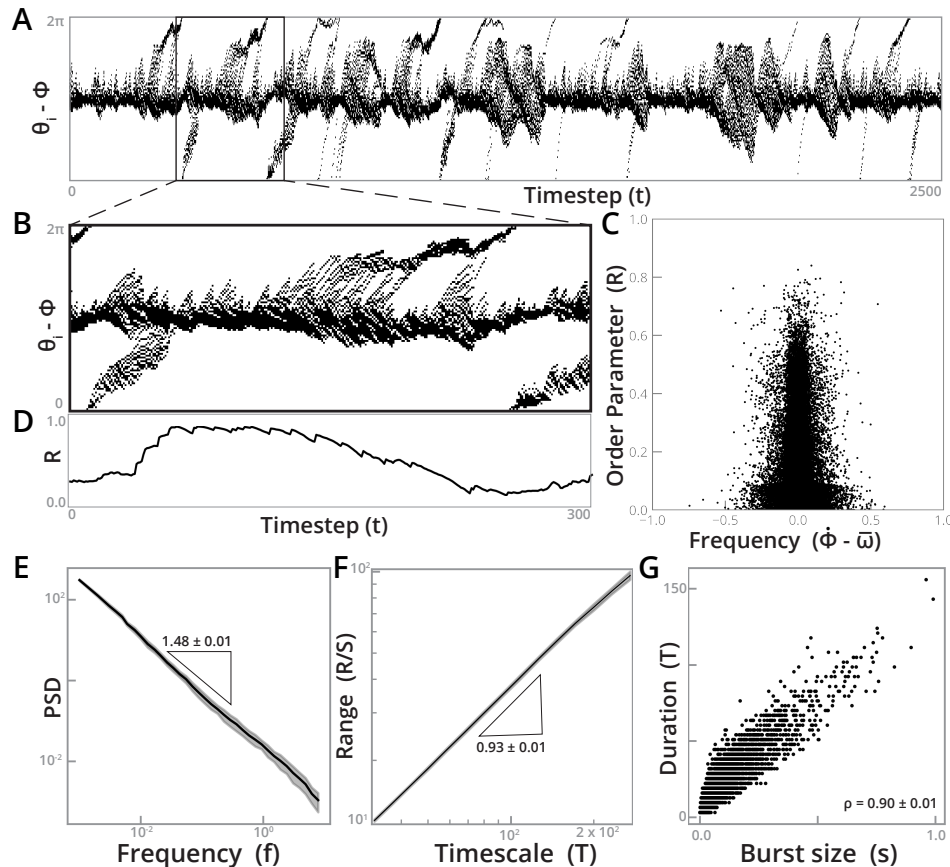 A
2π
θi - Φ
0
Timestep (t)
2500
B
2π
θi - Φ
0
D
1.0
R
0.0
0
Timestep (t)
300
C
1.0
0.8
0.6
0.4
0.2
0.0
Order Parameter (R)
−1.0
−0.5
0.0
0.5
1.0
Frequency (Φ̇ - ϖ̄)
E
10²
10⁻²
PSD
1.48 ± 0.01
10⁻²
10⁰
Frequency (f)
F
10²
10¹
Range (R/S)
0.93 ± 0.01
10²
2 x 10²
Timescale (T)
G
150
0
Duration (T)
ρ = 0.90 ± 0.01
0.0
1.0
Burst size (s)